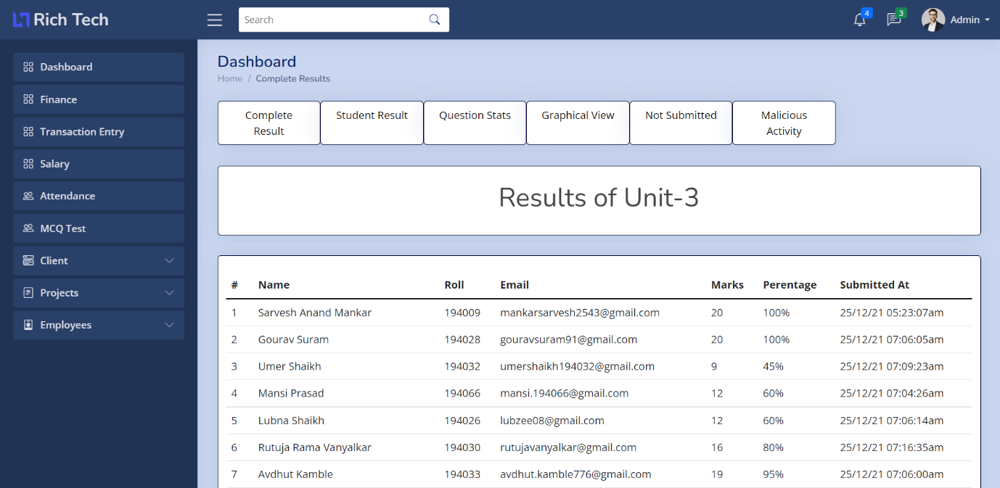 Rich Tech
Search
4
3
Admin
Dashboard
Finance
Transaction Entry
Salary
Attendance
MCQ Test
Client
Projects
Employees
Dashboard
Home / Complete Results
Complete
Result
Student Result
Question Stats
Graphical View
Not Submitted
Malicious
Activity
Results of Unit-3
# Name Roll Email Marks Perentage Submitted At
1 Sarvesh Anand Mankar 194009 mankarsarvesh2543@gmail.com 20 100% 25/12/21 05:23:07am
2 Gourav Suram 194028 gouravsuram91@gmail.com 20 100% 25/12/21 07:06:05am
3 Umer Shaikh 194032 umershaikh194032@gmail.com 9 45% 25/12/21 07:09:23am
4 Mansi Prasad 194066 mansi.194066@gmail.com 12 60% 25/12/21 07:04:26am
5 Lubna Shaikh 194026 lubzee08@gmail.com 12 60% 25/12/21 07:06:14am
6 Rutuja Rama Vanyalkar 194030 rutujavanyalkar@gmail.com 16 80% 25/12/21 07:16:35am
7 Avdhut Kamble 194033 avdhut.kamble776@gmail.com 19 95% 25/12/21 07:06:00am